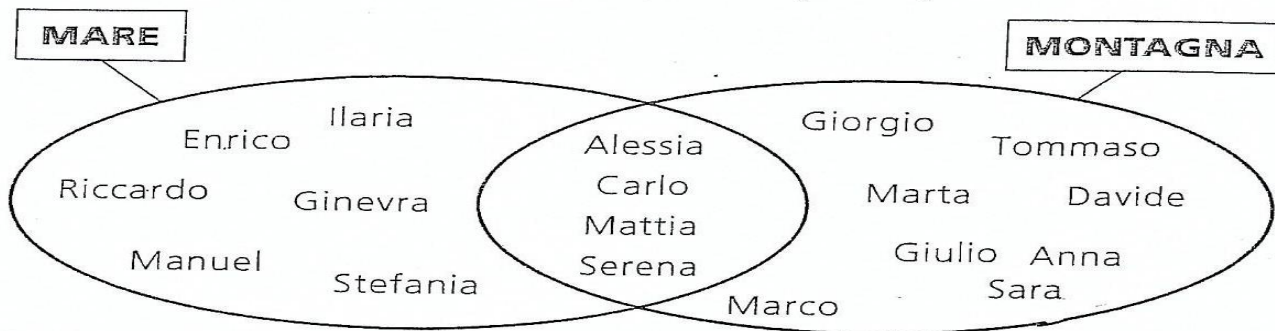 MARE
MONTAGNA
Ilaria
Enrico
Riccardo
Ginevra
Manuel
Stefania
Alessia
Carlo
Mattia
Serena
Giorgio
Tommaso
Marta
Davide
Giulio
Anna
Sara
Marco